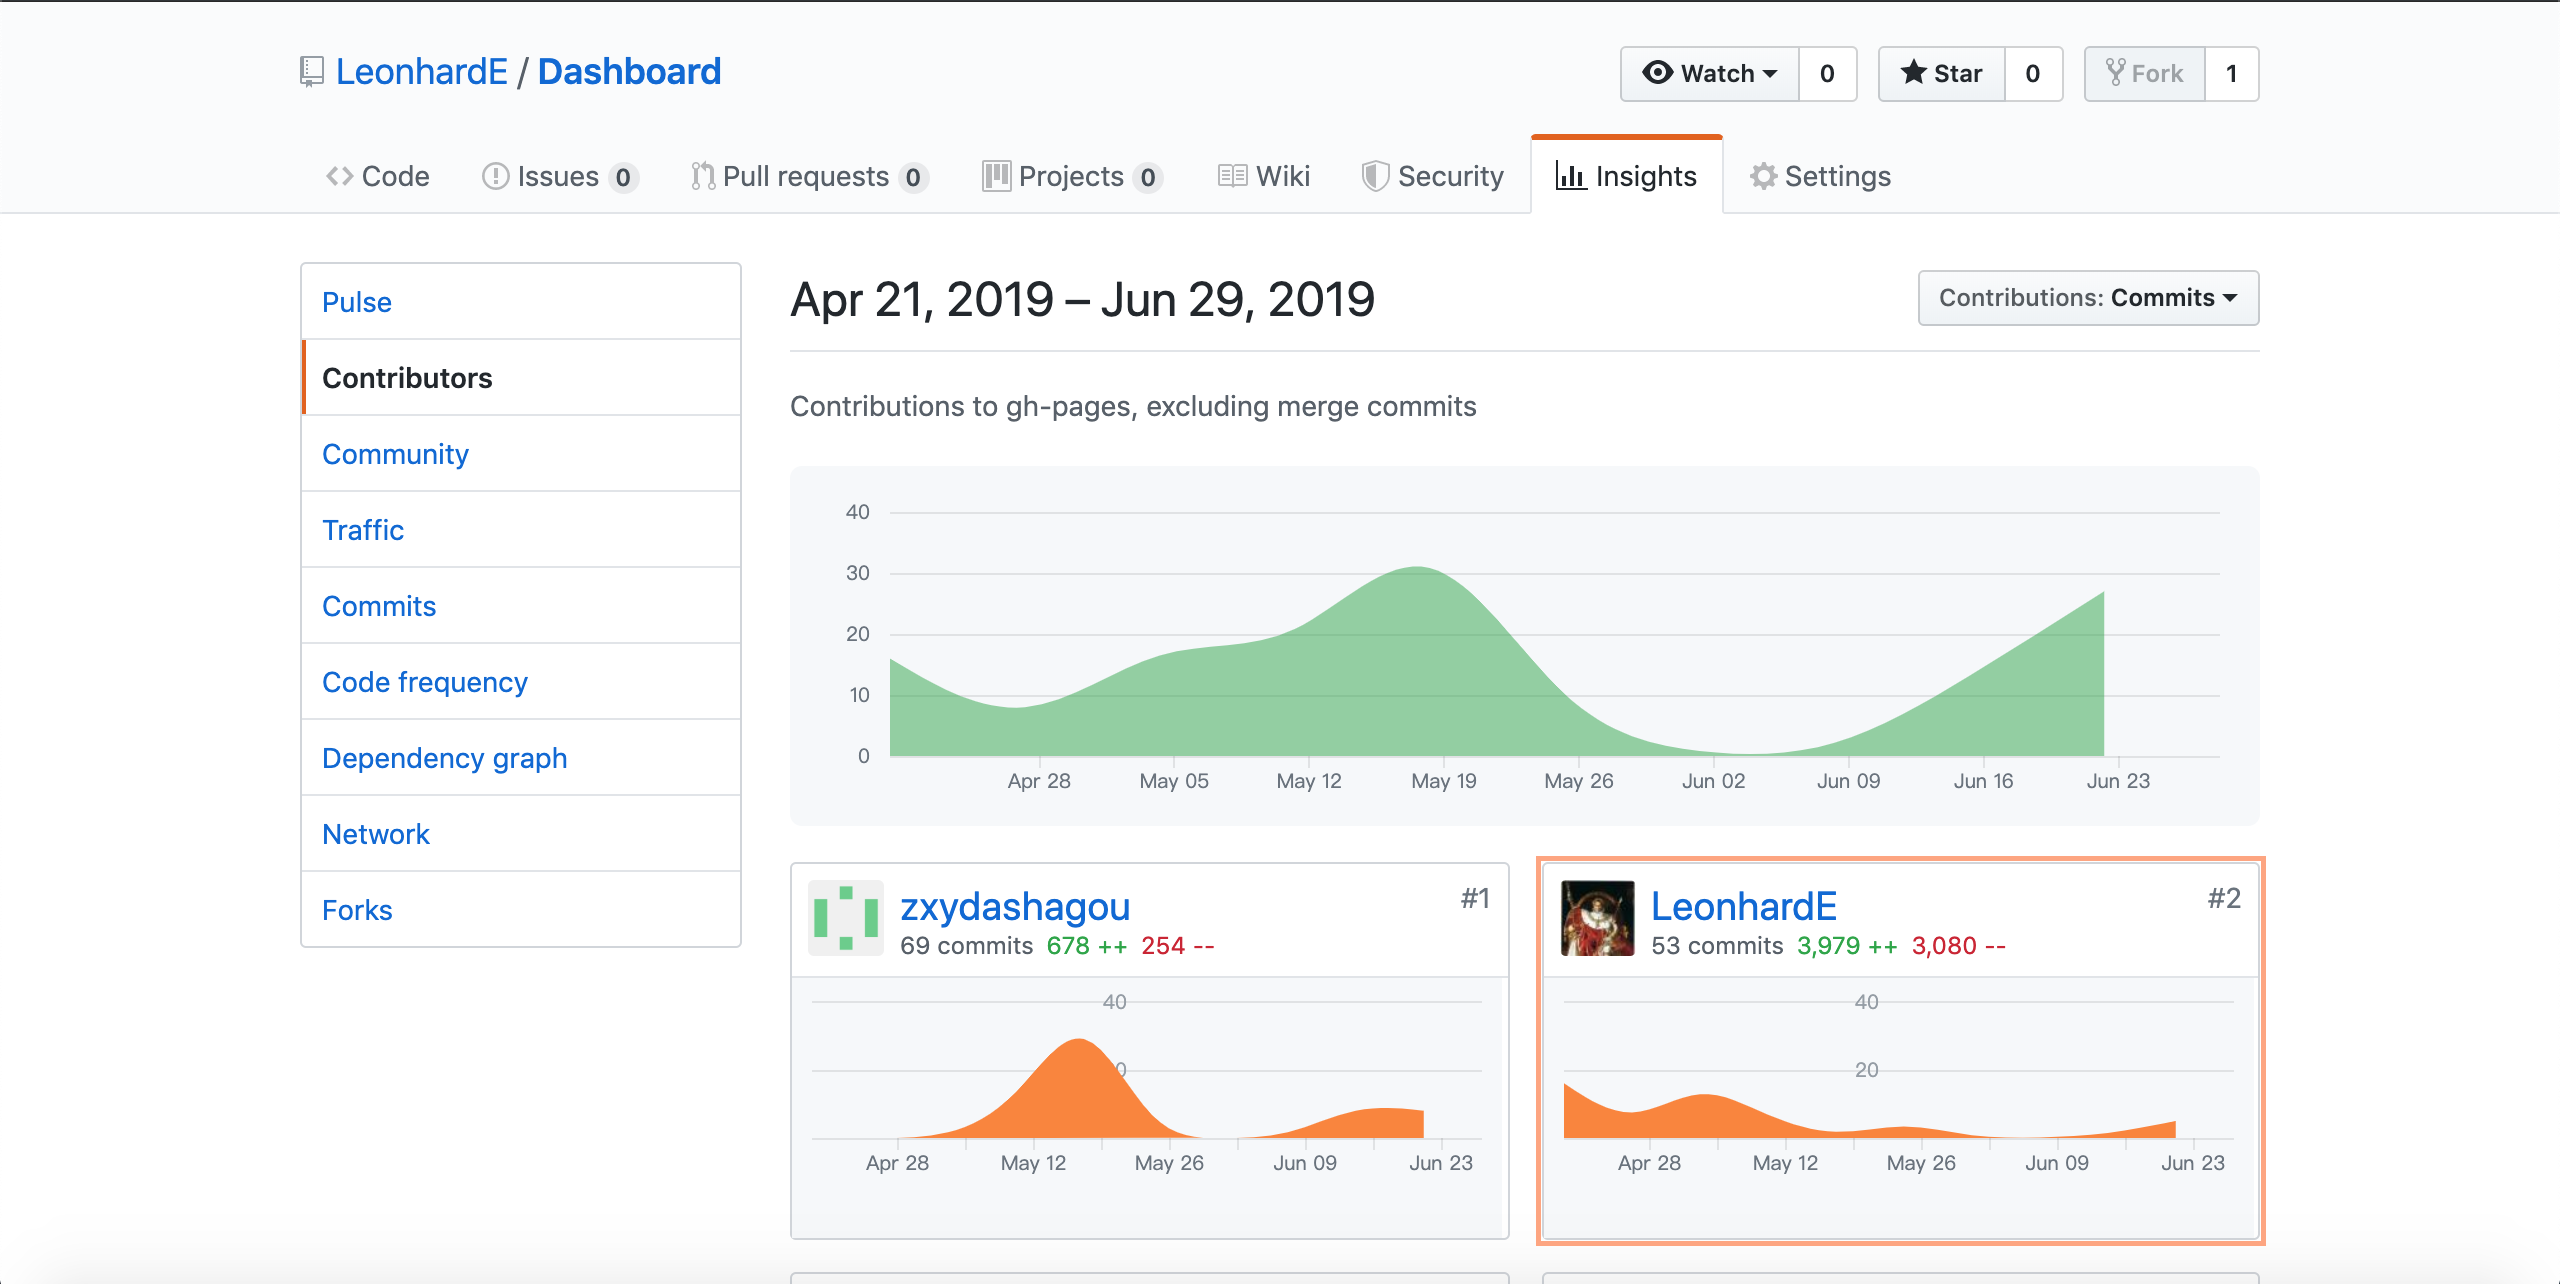 LeonhardE / Dashboard
Watch 0 Star 0 Fork 1
Code Issues 0 Pull requests 0 Projects 0 Wiki Security Insights Settings
Pulse
Contributors
Community
Traffic
Commits
Code frequency
Dependency graph
Network
Forks
Apr 21, 2019 – Jun 29, 2019
Contributions: Commits
Contributions to gh-pages, excluding merge commits
40
30
20
10
0
Apr 28 May 05 May 12 May 19 May 26 Jun 02 Jun 09 Jun 16 Jun 23
zxydashagou #1
69 commits 678 ++ 254 --
40
Apr 28 May 12 May 26 Jun 09 Jun 23
LeonhardE #2
53 commits 3,979 ++ 3,080 --
40
20
Apr 28 May 12 May 26 Jun 09 Jun 23